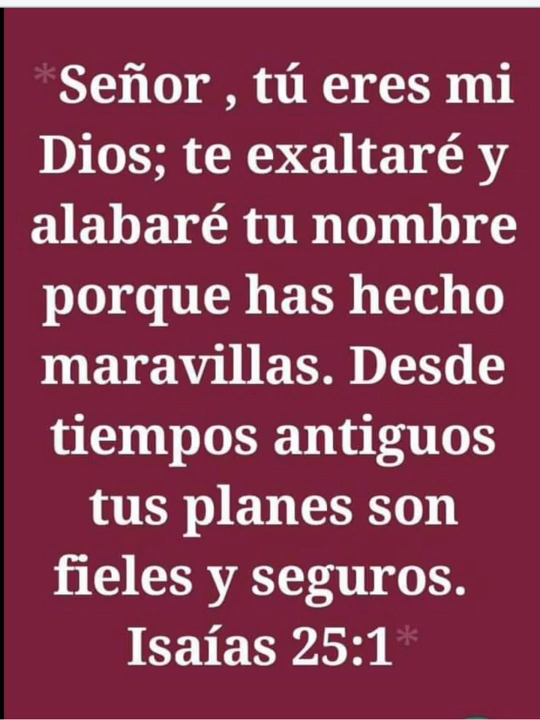 *Señor , tú eres mi
Dios; te exaltaré y
alabaré tu nombre
porque has hecho
maravillas. Desde
tiempos antiguos
tus planes son
fieles y seguros.
Isaías 25:1*